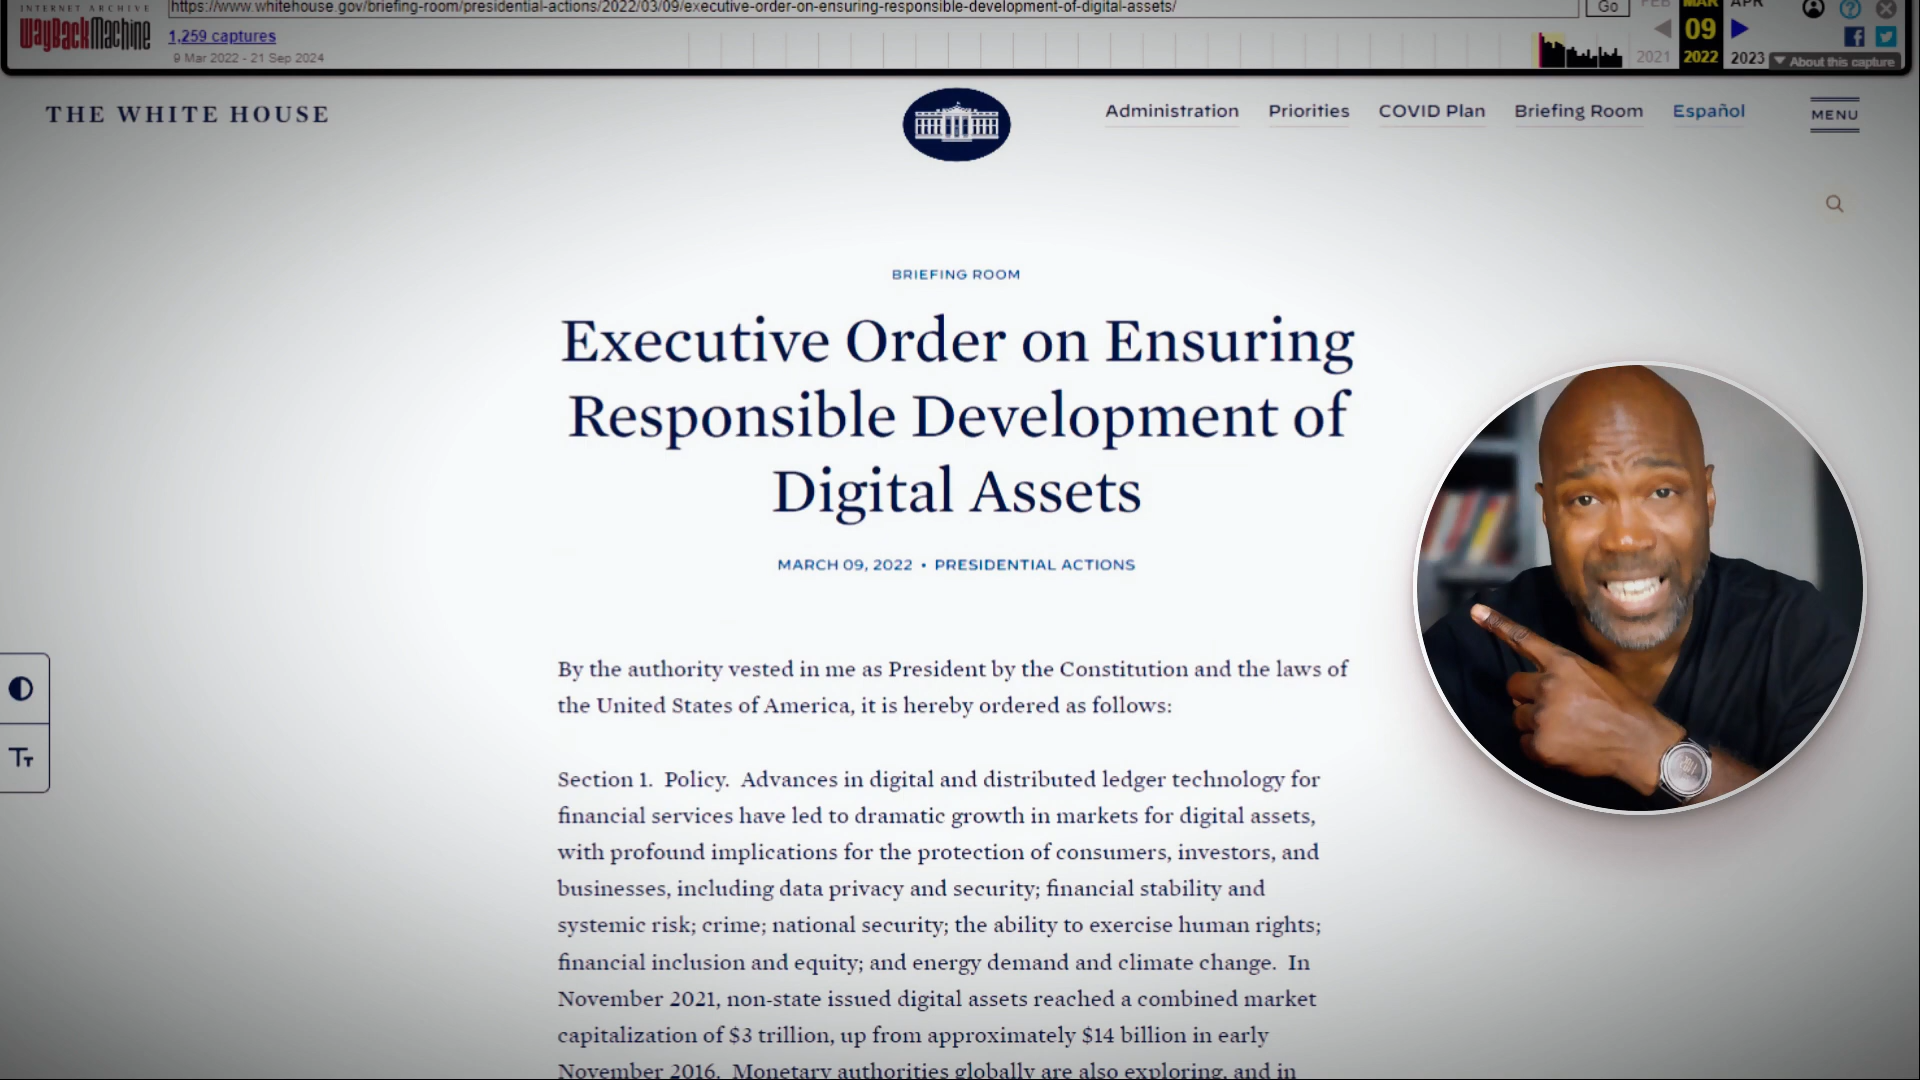 INTERNET ARCHIVE
WayBackMachine
https://www.whitehouse.gov/briefing-room/presidential-actions/2022/03/09/executive-order-on-ensuring-responsible-development-of-digital-assets/
Go
FEB MAR APR
1,259 captures
09
9 Mar 2022 - 21 Sep 2024
2021 2022 2023
About this capture
THE WHITE HOUSE
Administration Priorities COVID Plan Briefing Room Español MENU
BRIEFING ROOM
Executive Order on Ensuring
Responsible Development of
Digital Assets
MARCH 09, 2022 • PRESIDENTIAL ACTIONS
By the authority vested in me as President by the Constitution and the laws of
the United States of America, it is hereby ordered as follows:
Section 1.  Policy.  Advances in digital and distributed ledger technology for
financial services have led to dramatic growth in markets for digital assets,
with profound implications for the protection of consumers, investors, and
businesses, including data privacy and security; financial stability and
systemic risk; crime; national security; the ability to exercise human rights;
financial inclusion and equity; and energy demand and climate change.  In
November 2021, non-state issued digital assets reached a combined market
capitalization of $3 trillion, up from approximately $14 billion in early
November 2016.  Monetary authorities globally are also exploring, and in
TT